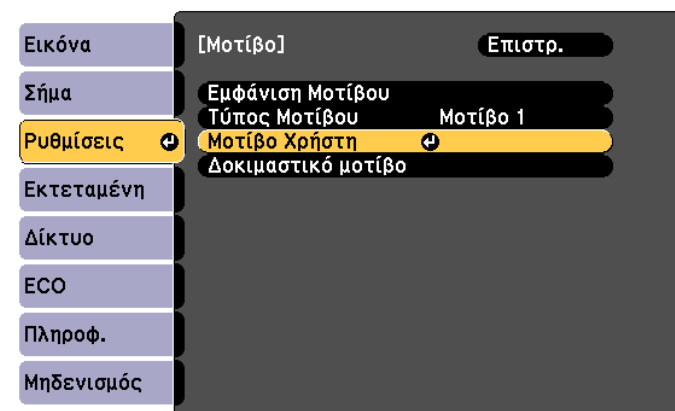 Εικόνα
Σήμα
Ρυθμίσεις
Εκτεταμένη
Δίκτυο
ECO
Πληροφ.
Μηδενισμός
[Μοτίβο] Επιστρ.
Εμφάνιση Μοτίβου
Τύπος Μοτίβου Μοτίβο 1
Μοτίβο Χρήστη
Δοκιμαστικό μοτίβο